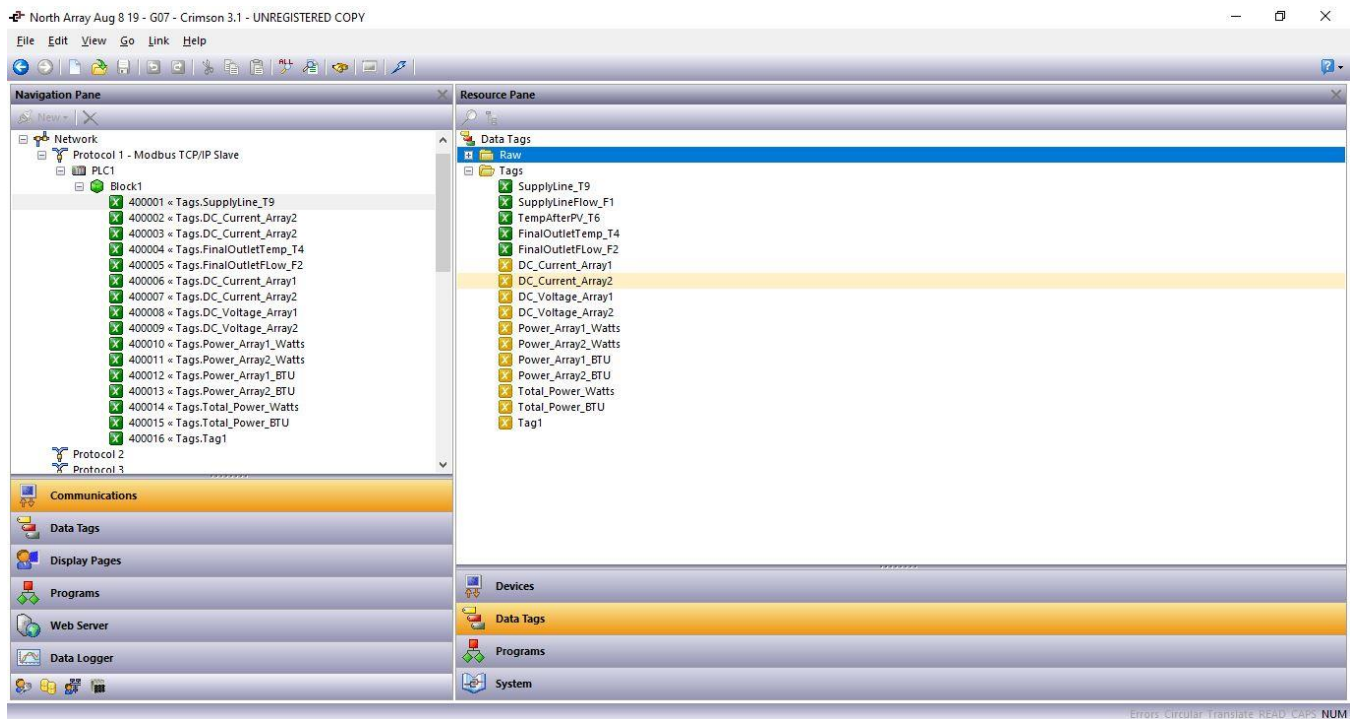 North Array Aug 8 19 - G07 - Crimson 3.1 - UNREGISTERED COPY
File Edit View Go Link Help
ALL
Navigation Pane
New
Network
Protocol 1 - Modbus TCP/IP Slave
PLC1
Block1
400001 « Tags.SupplyLine_T9
400002 « Tags.DC_Current_Array2
400003 « Tags.DC_Current_Array2
400004 « Tags.FinalOutletTemp_T4
400005 « Tags.FinalOutletFLow_F2
400006 « Tags.DC_Current_Array1
400007 « Tags.DC_Current_Array2
400008 « Tags.DC_Voltage_Array1
400009 « Tags.DC_Voltage_Array2
400010 « Tags.Power_Array1_Watts
400011 « Tags.Power_Array2_Watts
400012 « Tags.Power_Array1_BTU
400013 « Tags.Power_Array2_BTU
400014 « Tags.Total_Power_Watts
400015 « Tags.Total_Power_BTU
400016 « Tags.Tag1
Protocol 2
Protocol 3
Communications
Data Tags
Display Pages
Programs
Web Server
Data Logger
Resource Pane
Data Tags
Raw
Tags
SupplyLine_T9
SupplyLineFlow_F1
TempAfterPV_T6
FinalOutletTemp_T4
FinalOutletFLow_F2
DC_Current_Array1
DC_Current_Array2
DC_Voltage_Array1
DC_Voltage_Array2
Power_Array1_Watts
Power_Array2_Watts
Power_Array1_BTU
Power_Array2_BTU
Total_Power_Watts
Total_Power_BTU
Tag1
Devices
Data Tags
Programs
System
Errors Circular Translate READ CAPS NUM